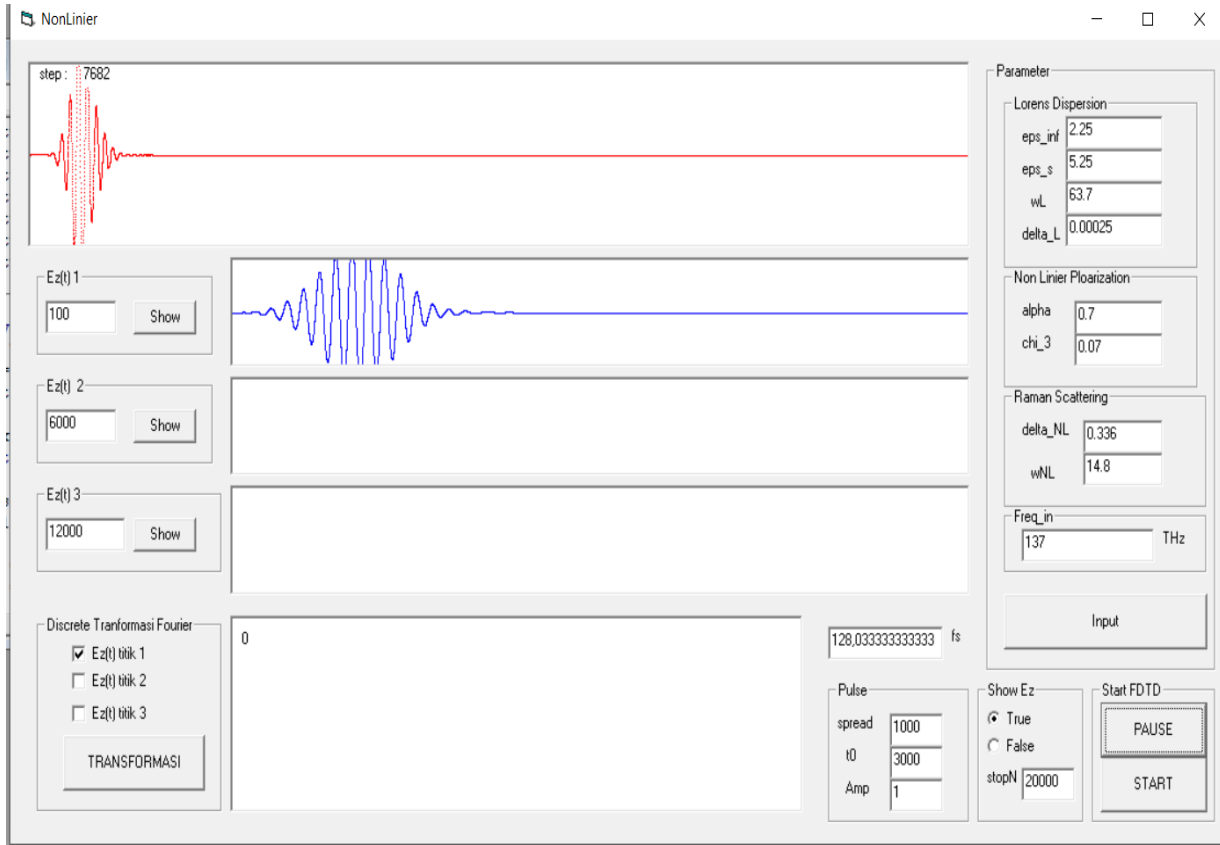 NonLinier
step : 7682
Ez(t) 1
100
Show
Ez(t) 2
6000
Show
Ez(t) 3
12000
Show
Discrete Tranformasi Fourier
Ez(t) titik 1
Ez(t) titik 2
Ez(t) titik 3
TRANSFORMASI
0
128,033333333333 fs
Pulse
spread 1000
t0 3000
Amp 1
Parameter
Lorens Dispersion
eps_inf 2.25
eps_s 5.25
wL 63.7
delta_L 0.00025
Non Linier Ploarization
alpha 0.7
chi_3 0.07
Raman Scattering
delta_NL 0.336
wNL 14.8
Freq_in
137 THz
Input
Show Ez
True
False
stopN 20000
Start FDTD
PAUSE
START